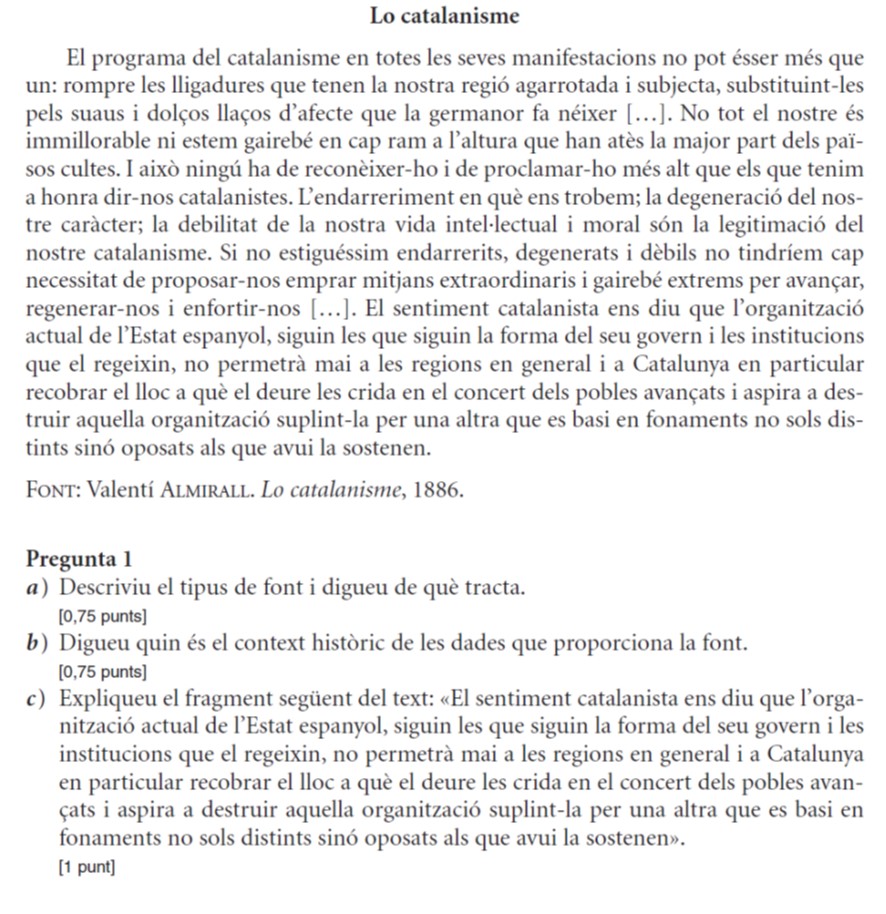 Lo catalanisme
El programa del catalanisme en totes les seves manifestacions no pot ésser més que
un: rompre les lligadures que tenen la nostra regió agarrotada i subjecta, substituint-les
pels suaus i dolços llaços d’afecte que la germanor fa néixer […]. No tot el nostre és
immillorable ni estem gairebé en cap ram a l’altura que han atès la major part dels paï-
sos cultes. I això ningú ha de reconèixer-ho i de proclamar-ho més alt que els que tenim
a honra dir-nos catalanistes. L’endarreriment en què ens trobem; la degeneració del nos-
tre caràcter; la debilitat de la nostra vida intel·lectual i moral són la legitimació del
nostre catalanisme. Si no estiguéssim endarrerits, degenerats i dèbils no tindríem cap
necessitat de proposar-nos emprar mitjans extraordinaris i gairebé extrems per avançar,
regenerar-nos i enfortir-nos […]. El sentiment catalanista ens diu que l’organització
actual de l’Estat espanyol, siguin les que siguin la forma del seu govern i les institucions
que el regeixin, no permetrà mai a les regions en general i a Catalunya en particular
recobrar el lloc a què el deure les crida en el concert dels pobles avançats i aspira a des-
truir aquella organització suplint-la per una altra que es basi en fonaments no sols dis-
tints sinó oposats als que avui la sostenen.
FONT: Valentí ALMIRALL. Lo catalanisme, 1886.
Pregunta 1
a) Descriviu el tipus de font i digueu de què tracta.
[0,75 punts]
b) Digueu quin és el context històric de les dades que proporciona la font.
[0,75 punts]
c) Expliqueu el fragment següent del text: «El sentiment catalanista ens diu que l’orga-
nització actual de l’Estat espanyol, siguin les que siguin la forma del seu govern i les
institucions que el regeixin, no permetrà mai a les regions en general i a Catalunya
en particular recobrar el lloc a què el deure les crida en el concert dels pobles avan-
çats i aspira a destruir aquella organització suplint-la per una altra que es basi en
fonaments no sols distints sinó oposats als que avui la sostenen».
[1 punt]